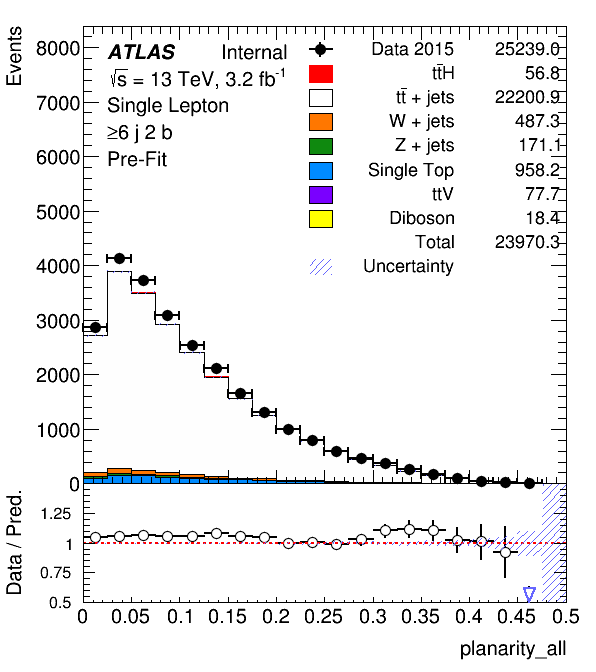 Events
8000
7000
6000
5000
4000
3000
2000
1000
0
ATLAS Internal
√s = 13 TeV, 3.2 fb⁻¹
Single Lepton
≥6 j 2 b
Pre-Fit
Data 2015 25239.0
tt̄H 56.8
tt̄ + jets 22200.9
W + jets 487.3
Z + jets 171.1
Single Top 958.2
ttV 77.7
Diboson 18.4
Total 23970.3
Uncertainty
Data / Pred.
1.25
1
0.75
0.5
0 0.05 0.1 0.15 0.2 0.25 0.3 0.35 0.4 0.45 0.5
planarity_all